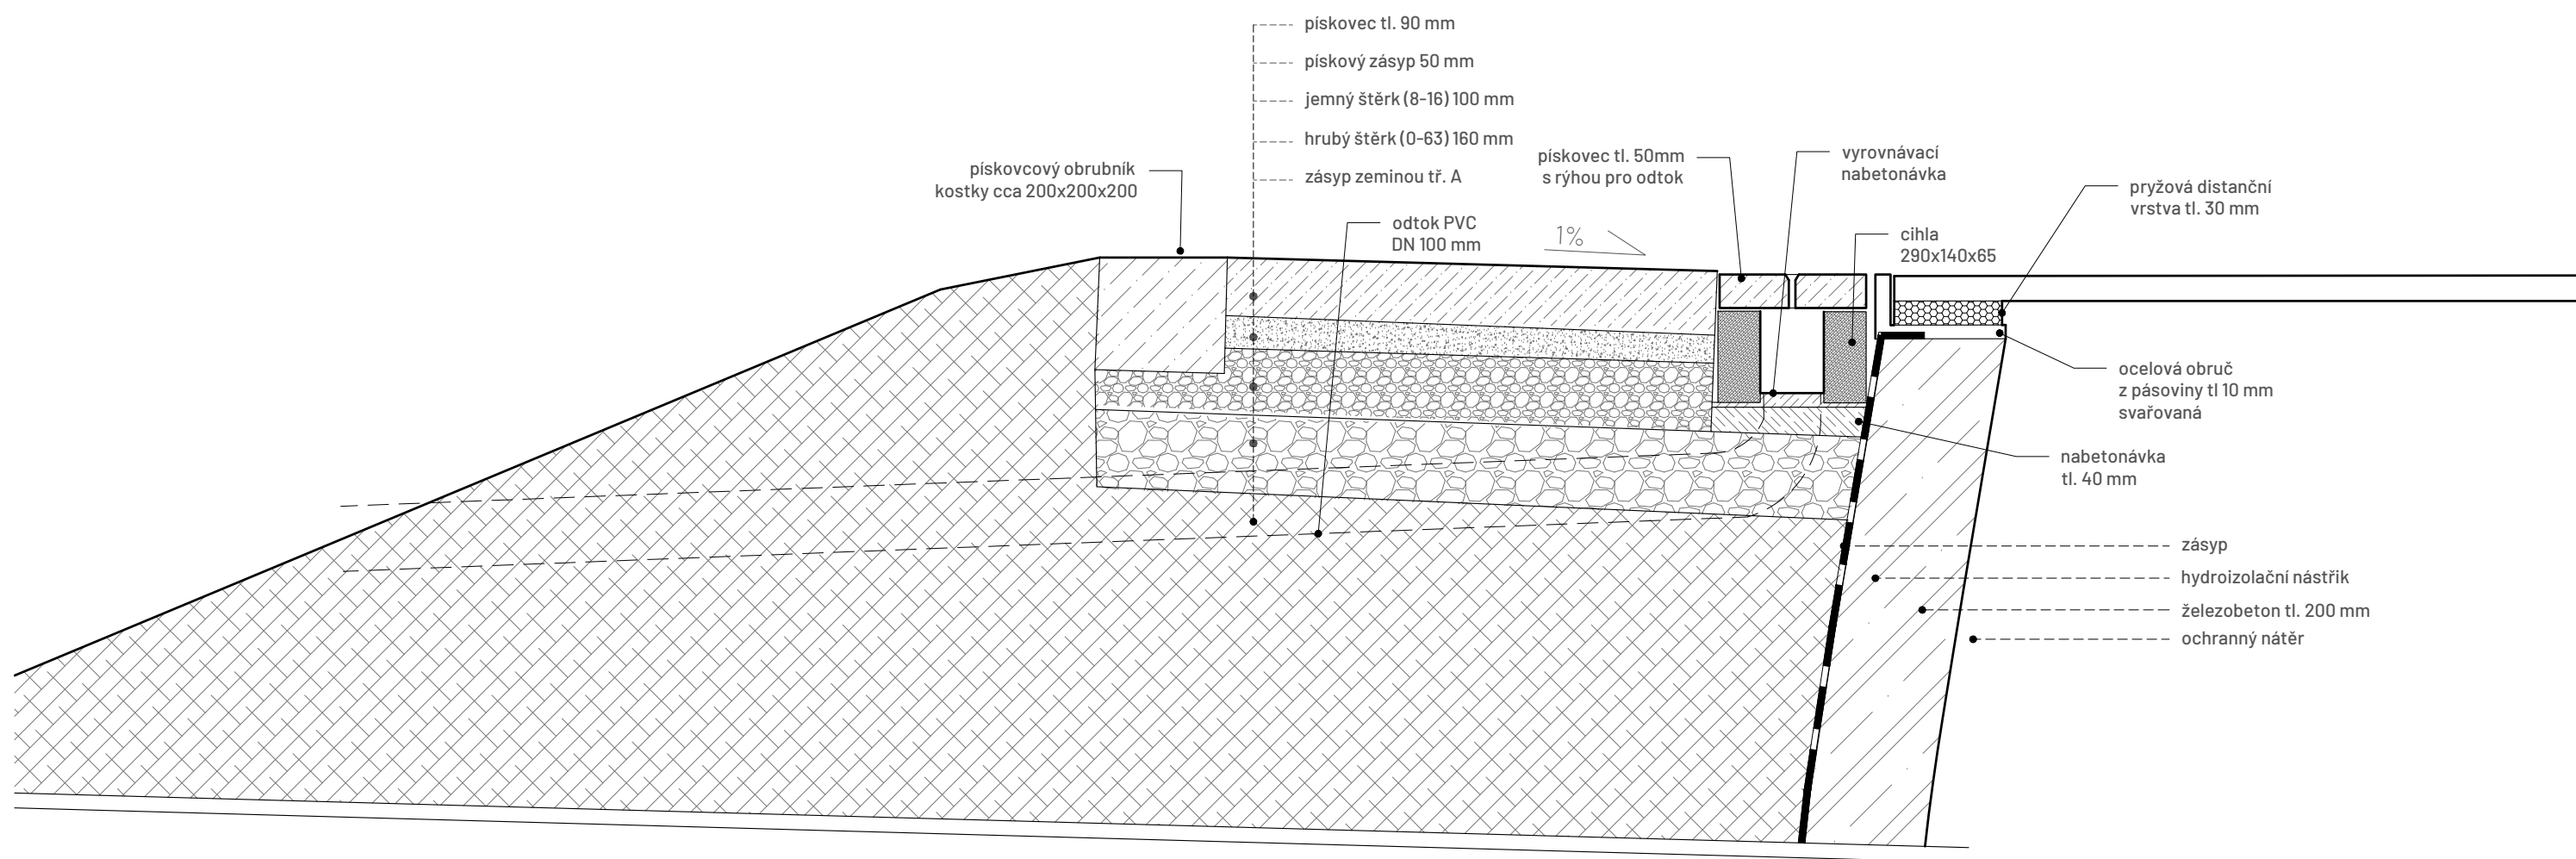 pískovec tl. 90 mm
pískový zásyp 50 mm
jemný štěrk (8-16) 100 mm
hrubý štěrk (0-63) 160 mm
zásyp zeminou tř. A
pískovcový obrubník
kostky cca 200x200x200
odtok PVC
DN 100 mm
1%
pískovec tl. 50mm
s rýhou pro odtok
vyrovnávací
nabetonávka
cihla
290x140x65
pryžová distanční
vrstva tl. 30 mm
ocelová obruč
z pásoviny tl 10 mm
svařovaná
nabetonávka
tl. 40 mm
zásyp
hydroizolační nástřik
železobeton tl. 200 mm
ochranný nátěr